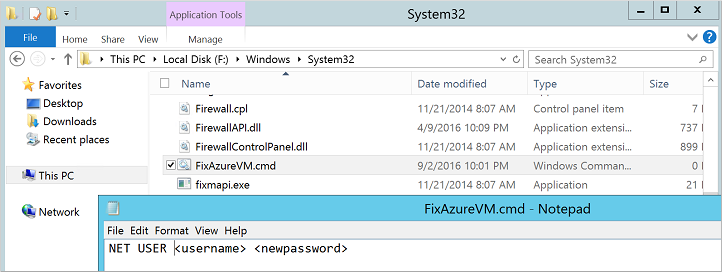 Application Tools System32
File Home Share View Manage
This PC Local Disk (F:) Windows System32 Search System32
Favorites
Desktop
Downloads
Recent places
This PC
Network
Name Date modified Type Size
Firewall.cpl 11/21/2014 8:07 AM Control panel item 7
FirewallAPI.dll 4/9/2016 10:09 PM Application extensi... 737
FirewallControlPanel.dll 11/21/2014 8:07 AM Application extensi... 899
FixAzureVM.cmd 9/2/2016 10:01 PM Windows Comman... 0
fixmapi.exe 11/21/2014 8:07 AM Application 21
FixAzureVM.cmd - Notepad
File Edit Format View Help
NET USER <username> <newpassword>